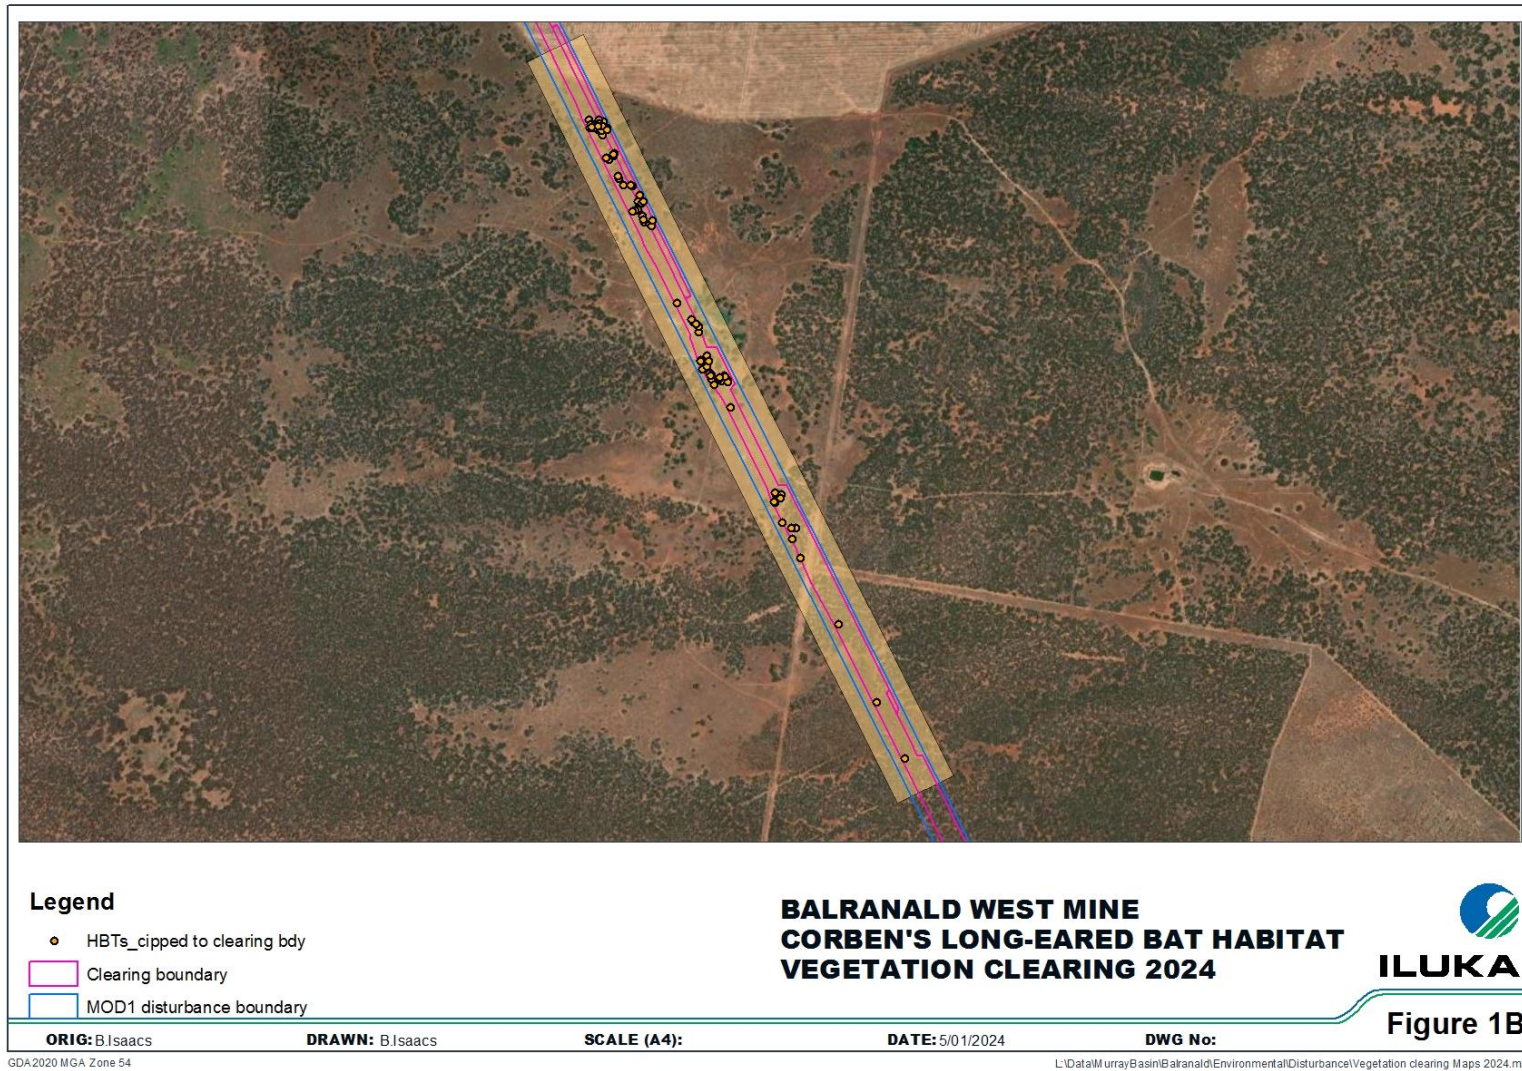 Legend
HBTs_cipped to clearing bdy
Clearing boundary
MOD1 disturbance boundary
BALRANALD WEST MINE
CORBEN'S LONG-EARED BAT HABITAT
VEGETATION CLEARING 2024
ILUKA
Figure 1B
ORIG: B.Isaacs
DRAWN: B.Isaacs
SCALE (A4):
DATE: 5/01/2024
DWG No:
GDA2020 MGA Zone 54
L:\Data\MurrayBasin\Balranald\Environmental\Disturbance\Vegetation clearing Maps 2024.m